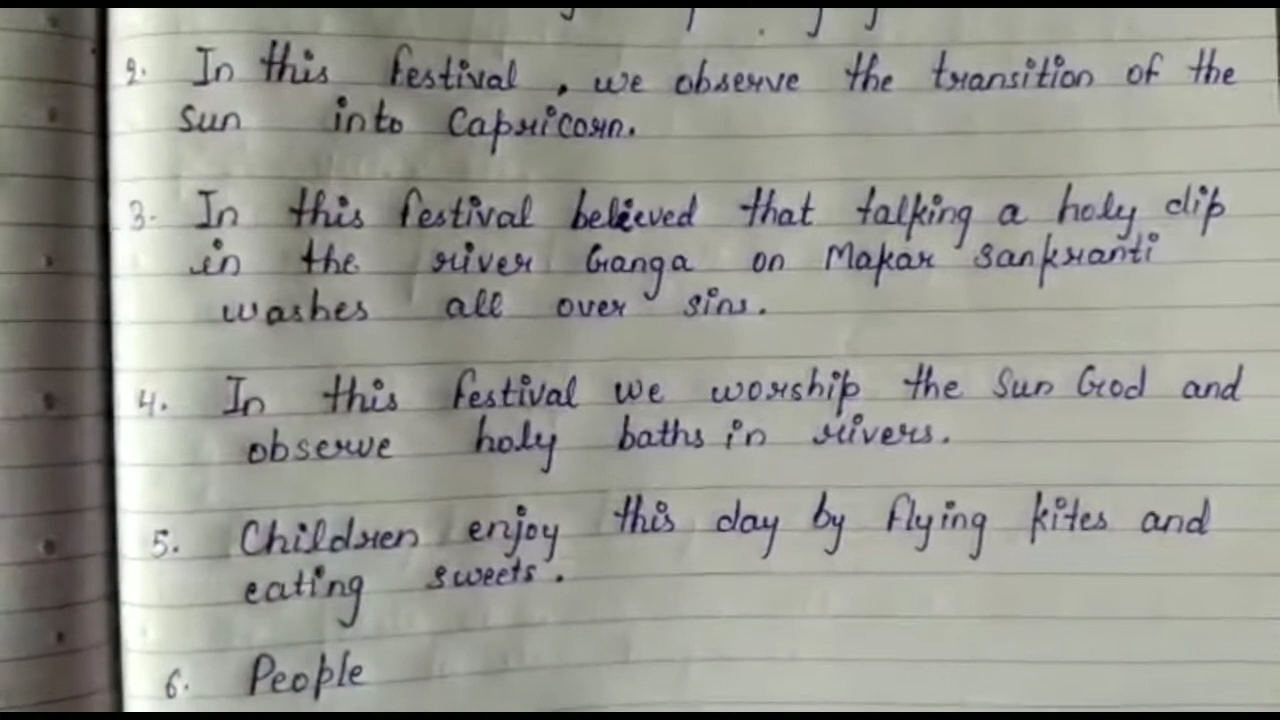 2. In this festival, we observe the transition of the
sun into Capricorn.
3. In this festival believed that talking a holy dip
in the river Ganga on Makar Sankranti
washes all over sins.
4. In this festival we worship the Sun God and
observe holy baths in rivers.
5. Children enjoy this day by flying kites and
eating sweets.
6. People